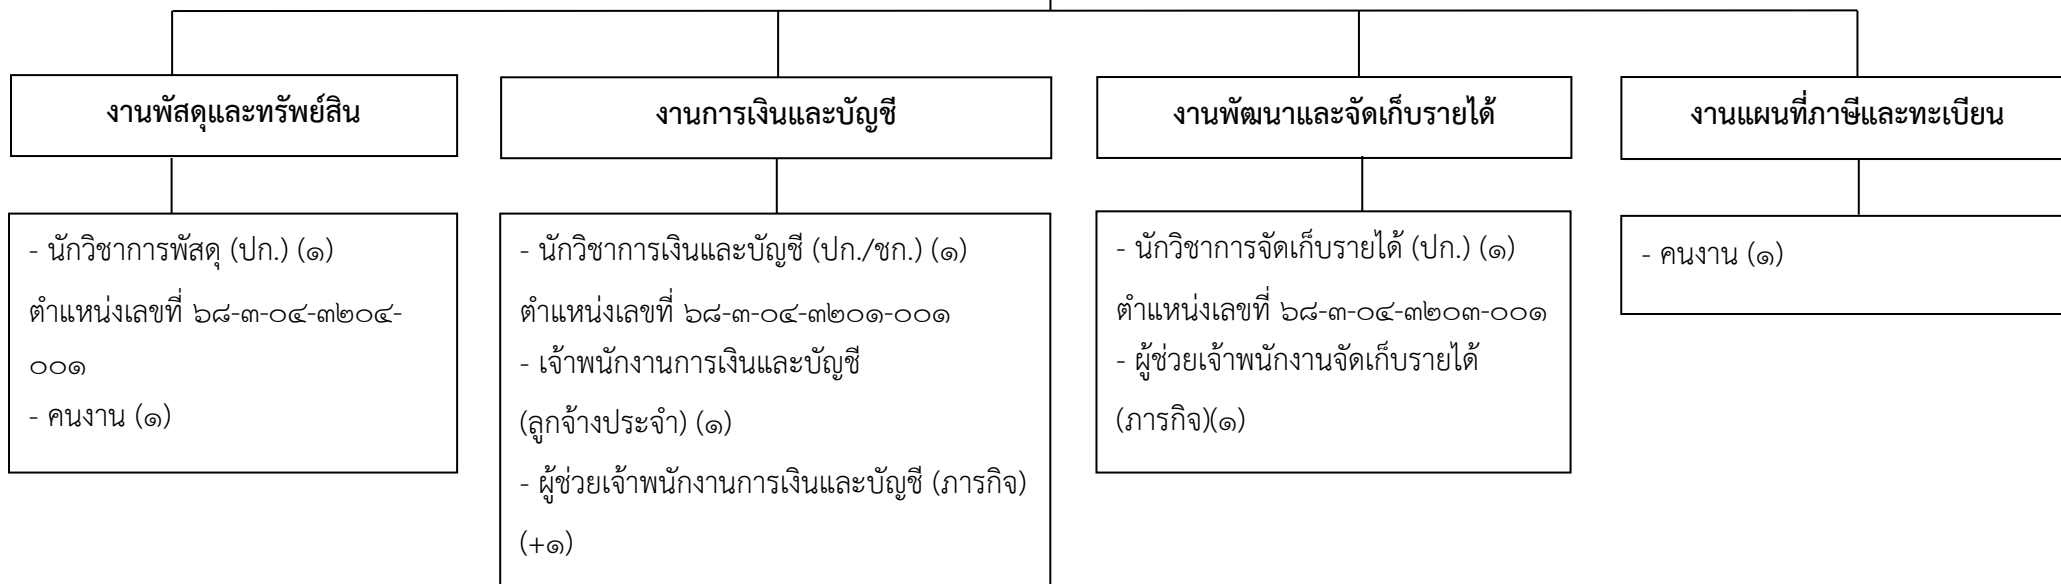 งานพัสดุและทรัพย์สิน
- นักวิชาการพัสดุ (ปก.) (๑)
ตำแหน่งเลขที่ ๖๘-๓-๐๔-๓๒๐๔-
๐๐๑
- คนงาน (๑)
งานการเงินและบัญชี
- นักวิชาการเงินและบัญชี (ปก./ชก.) (๑)
ตำแหน่งเลขที่ ๖๘-๓-๐๔-๓๒๐๑-๐๐๑
- เจ้าพนักงานการเงินและบัญชี
(ลูกจ้างประจำ) (๑)
- ผู้ช่วยเจ้าพนักงานการเงินและบัญชี (ภารกิจ)
(+๑)
งานพัฒนาและจัดเก็บรายได้
- นักวิชาการจัดเก็บรายได้ (ปก.) (๑)
ตำแหน่งเลขที่ ๖๘-๓-๐๔-๓๒๐๓-๐๐๑
- ผู้ช่วยเจ้าพนักงานจัดเก็บรายได้
(ภารกิจ)(๑)
งานแผนที่ภาษีและทะเบียน
- คนงาน (๑)